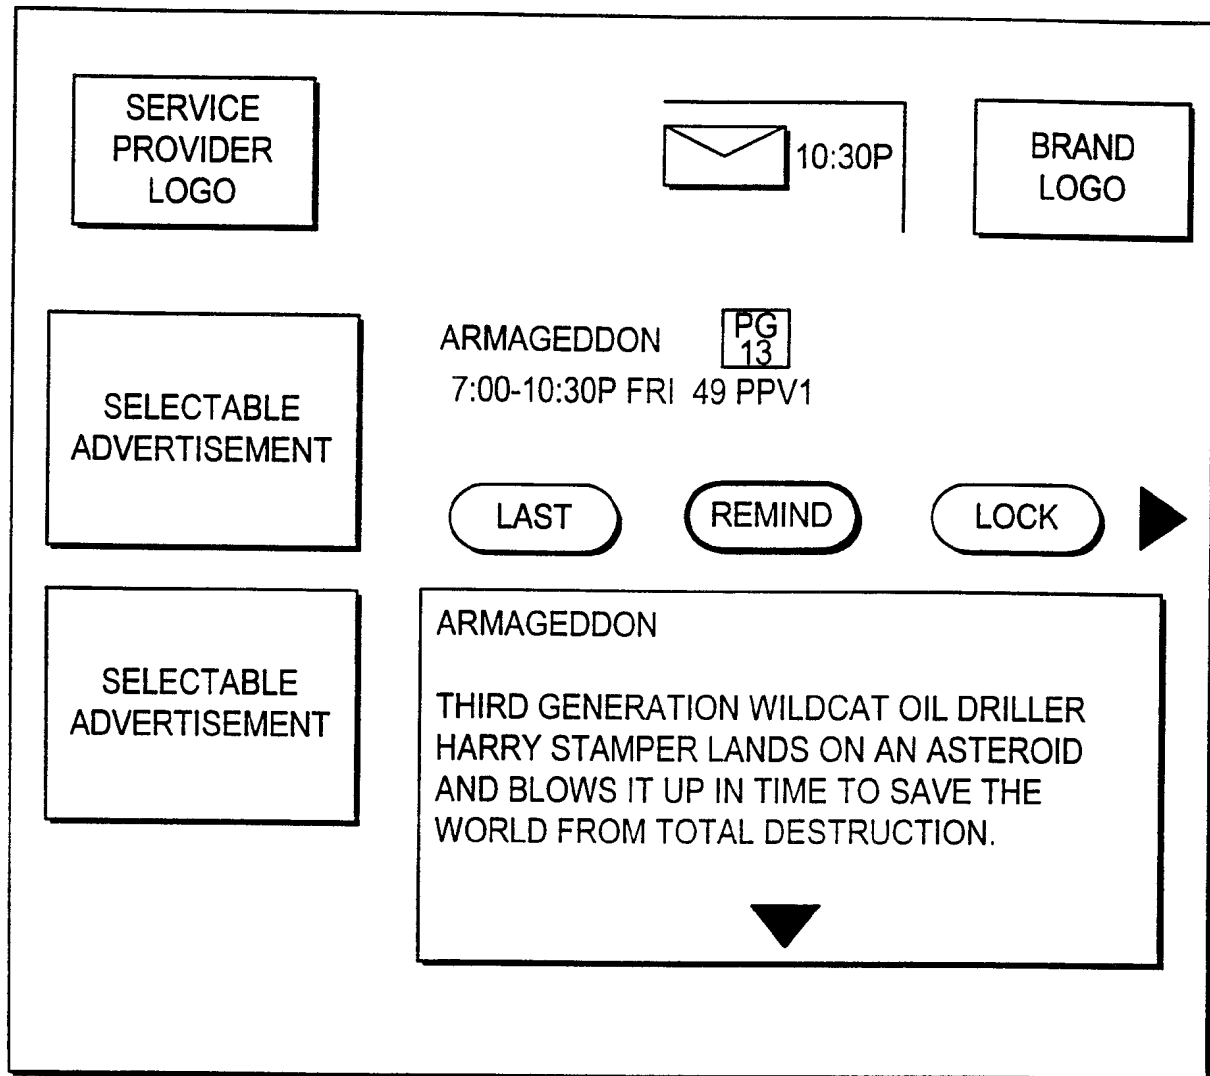 SERVICE
PROVIDER
LOGO
10:30P
BRAND
LOGO
SELECTABLE
ADVERTISEMENT
ARMAGEDDON
PG
13
7:00-10:30P FRI 49 PPV1
LAST
REMIND
LOCK
SELECTABLE
ADVERTISEMENT
ARMAGEDDON
THIRD GENERATION WILDCAT OIL DRILLER
HARRY STAMPER LANDS ON AN ASTEROID
AND BLOWS IT UP IN TIME TO SAVE THE
WORLD FROM TOTAL DESTRUCTION.